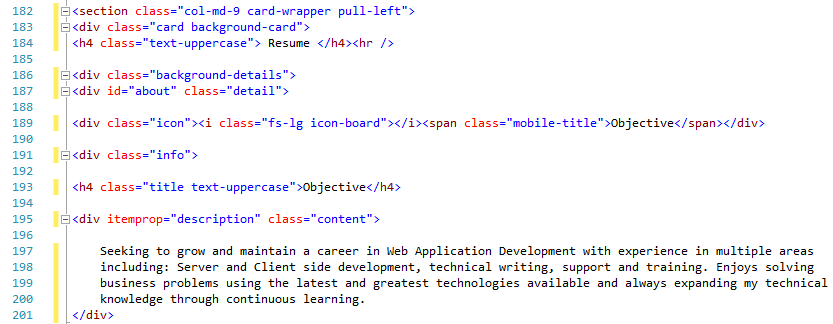 182 <section class="col-md-9 card-wrapper pull-left">
183 <div class="card background-card">
184 <h4 class="text-uppercase"> Resume </h4><hr />
185
186 <div class="background-details">
187 <div id="about" class="detail">
188
189 <div class="icon"><i class="fs-lg icon-board"></i><span class="mobile-title">Objective</span></div>
190
191 <div class="info">
192
193 <h4 class="title text-uppercase">Objective</h4>
194
195 <div itemprop="description" class="content">
196
197 Seeking to grow and maintain a career in Web Application Development with experience in multiple areas
198 including: Server and Client side development, technical writing, support and training. Enjoys solving
199 business problems using the latest and greatest technologies available and always expanding my technical
200 knowledge through continuous learning.
201 </div>